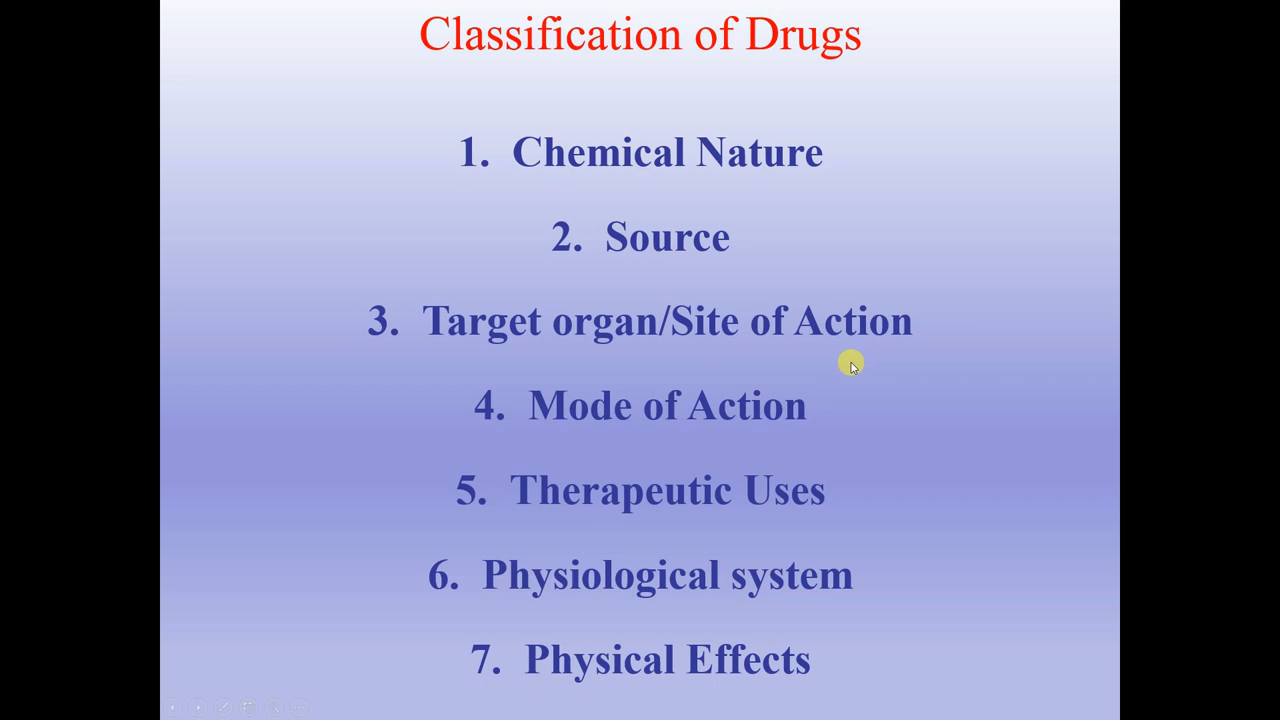 Classification of Drugs
1. Chemical Nature
2. Source
3. Target organ/Site of Action
4. Mode of Action
5. Therapeutic Uses
6. Physiological system
7. Physical Effects